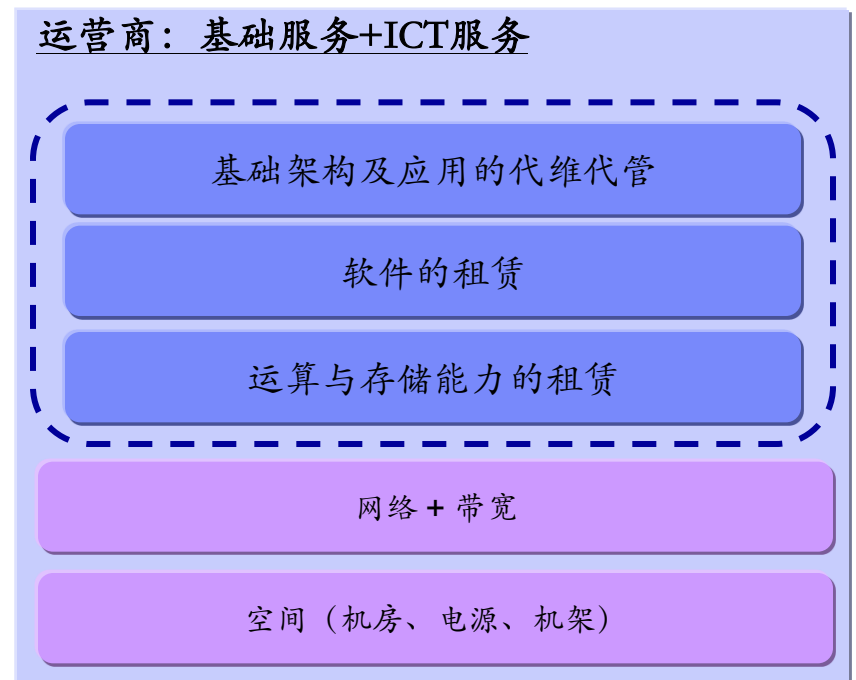 运营商：基础服务+ICT服务
基础架构及应用的代维代管
软件的租赁
运算与存储能力的租赁
网络 + 带宽
空间（机房、电源、机架）